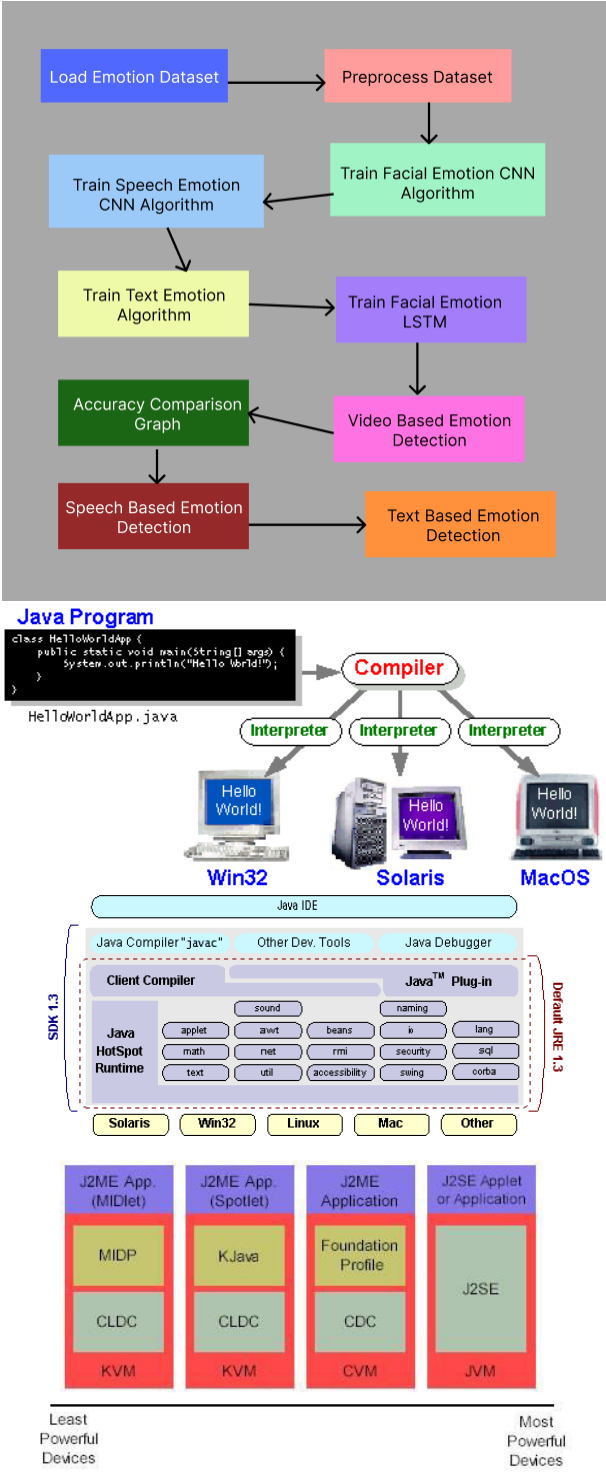 Load Emotion Dataset
Preprocess Dataset
Train Facial Emotion CNN
Algorithm
Train Speech Emotion
CNN Algorithm
Train Text Emotion
Algorithm
Train Facial Emotion
LSTM
Video Based Emotion
Detection
Accuracy Comparison
Graph
Speech Based Emotion
Detection
Text Based Emotion
Detection
Java Program
class HelloWorldApp {
public static void main(String[] args) {
System.out.println("Hello World!");
}
}
HelloWorldApp.java
Compiler
Interpreter
Interpreter
Interpreter
Hello
World!
Hello
World!
Hello
World!
Win32
Solaris
MacOS
Java IDE
Java Compiler "javac"
Other Dev. Tools
Java Debugger
SDK 1.3
Default JRE 1.3
Client Compiler
Java™ Plug-in
Java
HotSpot
Runtime
sound
naming
applet
awt
beans
io
lang
math
net
rmi
security
sql
text
util
accessibility
swing
corba
Solaris
Win32
Linux
Mac
Other
J2ME App.
(MIDlet)
MIDP
CLDC
KVM
J2ME App.
(Spotlet)
KJava
CLDC
KVM
J2ME
Application
Foundation
Profile
CDC
CVM
J2SE Applet
or Application
J2SE
JVM
Least
Powerful
Devices
Most
Powerful
Devices